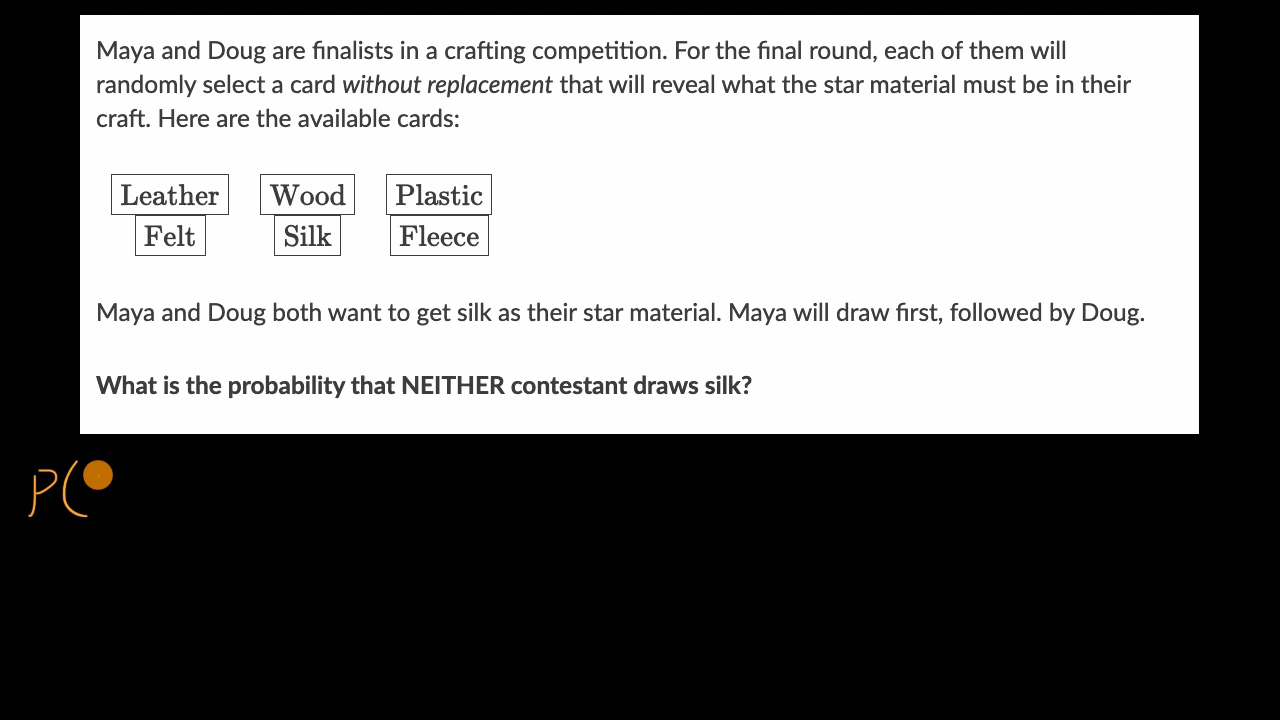 Maya and Doug are finalists in a crafting competition. For the final round, each of them will
randomly select a card without replacement that will reveal what the star material must be in their
craft. Here are the available cards:
Leather Wood Plastic
Felt Silk Fleece
Maya and Doug both want to get silk as their star material. Maya will draw first, followed by Doug.
What is the probability that NEITHER contestant draws silk?
P(